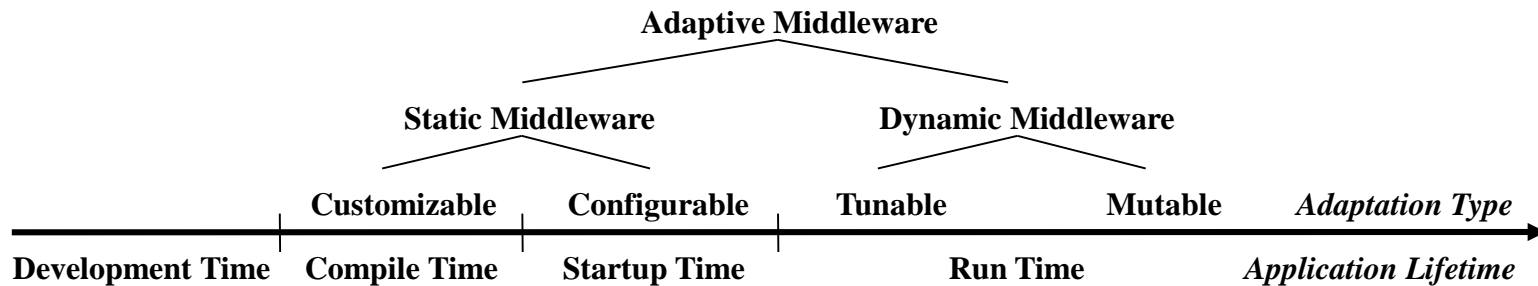 Adaptive Middleware
Static Middleware Dynamic Middleware
Customizable Configurable Tunable Mutable Adaptation Type
Development Time Compile Time Startup Time Run Time Application Lifetime